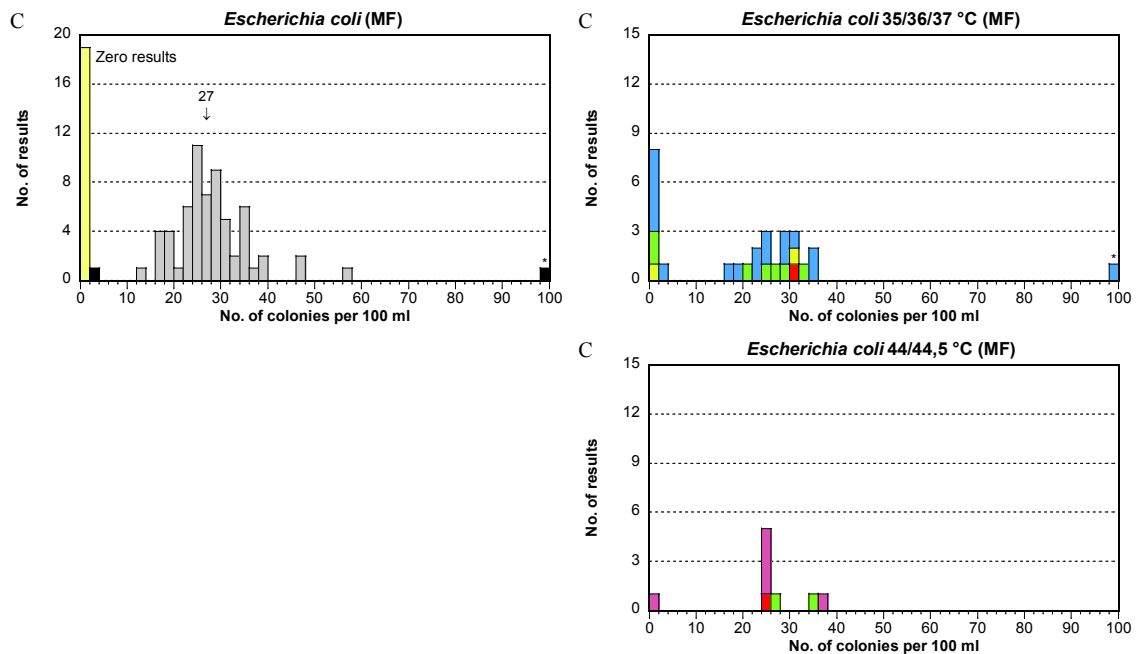 C
Escherichia coli (MF)
20
16
12
8
4
0
No. of results
Zero results
27
↓
*
0 10 20 30 40 50 60 70 80 90 100
No. of colonies per 100 ml
C
Escherichia coli 35/36/37 °C (MF)
15
12
9
6
3
0
No. of results
*
0 10 20 30 40 50 60 70 80 90 100
No. of colonies per 100 ml
C
Escherichia coli 44/44,5 °C (MF)
15
12
9
6
3
0
No. of results
0 10 20 30 40 50 60 70 80 90 100
No. of colonies per 100 ml